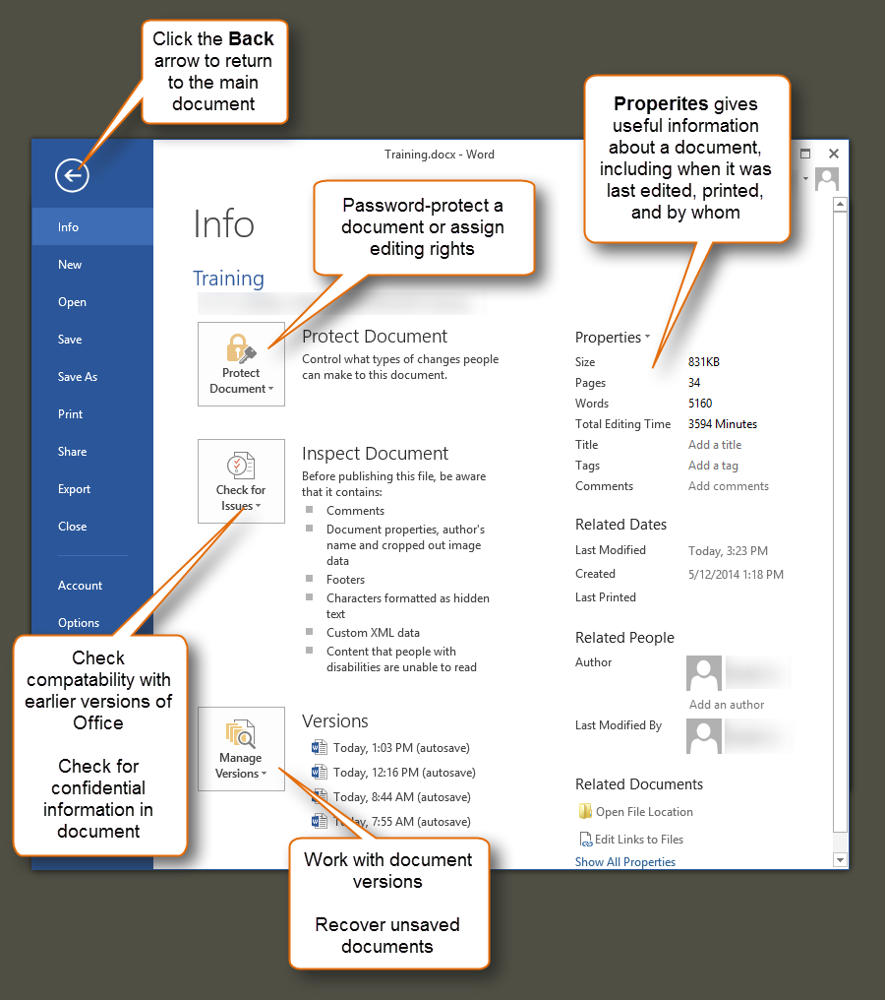 Click the Back
arrow to return
to the main
document
Properites gives
useful information
about a document,
including when it was
last edited, printed,
and by whom
Training.docx - Word
Password-protect a
document or assign
editing rights
Info
New
Open
Save
Save As
Print
Share
Export
Close
Account
Options
Info
Training
Protect
Document
Protect Document
Control what types of changes people
can make to this document.
Check for
Issues
Inspect Document
Before publishing this file, be aware
that it contains:
Comments
Document properties, author's
name and cropped out image
data
Footers
Characters formatted as hidden
text
Custom XML data
Content that people with
disabilities are unable to read
Manage
Versions
Versions
Today, 1:03 PM (autosave)
Today, 12:16 PM (autosave)
Today, 8:44 AM (autosave)
Today, 7:55 AM (autosave)
Properties
Size 831KB
Pages 34
Words 5160
Total Editing Time 3594 Minutes
Title Add a title
Tags Add a tag
Comments Add comments
Related Dates
Last Modified Today, 3:23 PM
Created 5/12/2014 1:18 PM
Last Printed
Related People
Author
Add an author
Last Modified By
Related Documents
Open File Location
Edit Links to Files
Show All Properties
Check
compatability with
earlier versions of
Office
Check for
confidential
information in
document
Work with document
versions
Recover unsaved
documents